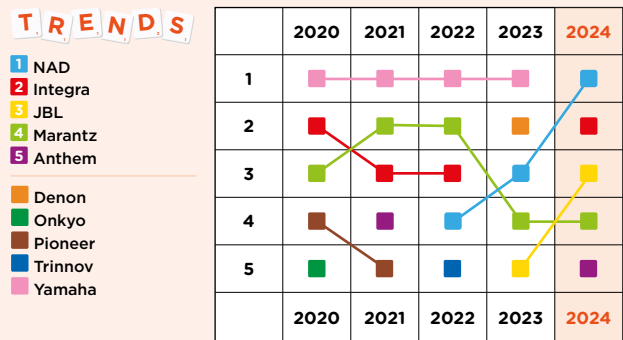 TRENDS
1 NAD
2 Integra
3 JBL
4 Marantz
5 Anthem
Denon
Onkyo
Pioneer
Trinnov
Yamaha
2020 2021 2022 2023 2024
1
2
3
4
5
2020 2021 2022 2023 2024